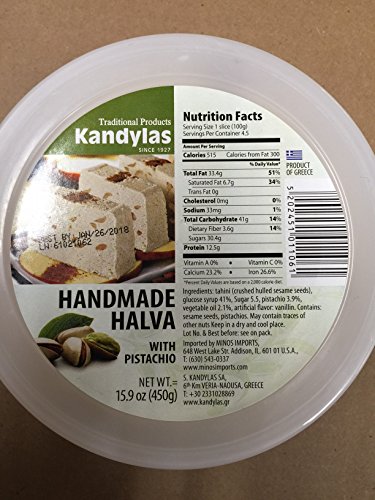 Traditional Products
Kandylas
SINCE 1927
BEST BY JAN/26/2018
LN 61021062
HANDMADE
HALVA
WITH
PISTACHIO
NET WT.=
15,9 oz (450g)
Nutrition Facts
Serving Size 1 slice (100g)
Servings Per Container 4.5
Amount Per Serving
Calories 515 Calories from Fat 300
% Daily Value*
Total Fat 33.4g 51%
Saturated Fat 6.7g 34%
Trans Fat 0g
Cholesterol 0mg 0%
Sodium 33mg 1%
Total Carbohydrate 41g 14%
Dietary Fiber 3.6g 14%
Sugars 30.4g
Protein 12.5g
Vitamin A 0% • Vitamin C 0%
Calcium 23.2% • Iron 26.6%
*Percent Daily Values are based on a 2,000 calorie diet.
Ingredients: tahini (crushed hulled sesame seeds),
glucose syrup 41%, Sugar 5.5, pistachio 3.9%,
vegetable oil 2.1%, artificial flavor: vanillin. Contains:
sesame seeds, pistachios. May contain traces of
other nuts Keep in a dry and cool place.
Lot No. & Best before: see on pack.
Imported by MINOS IMPORTS,
648 West Lake Str. Addison, IL, 601 01 U.S.A.,
T.: (630) 543-0337
www.minosimports.com
S. KANDYLAS SA,
6th Km VERIA-NAOUSA, GREECE
T: +30 2331028869
www.kandylas.gr
PRODUCT
OF GREECE
5 202451 011061